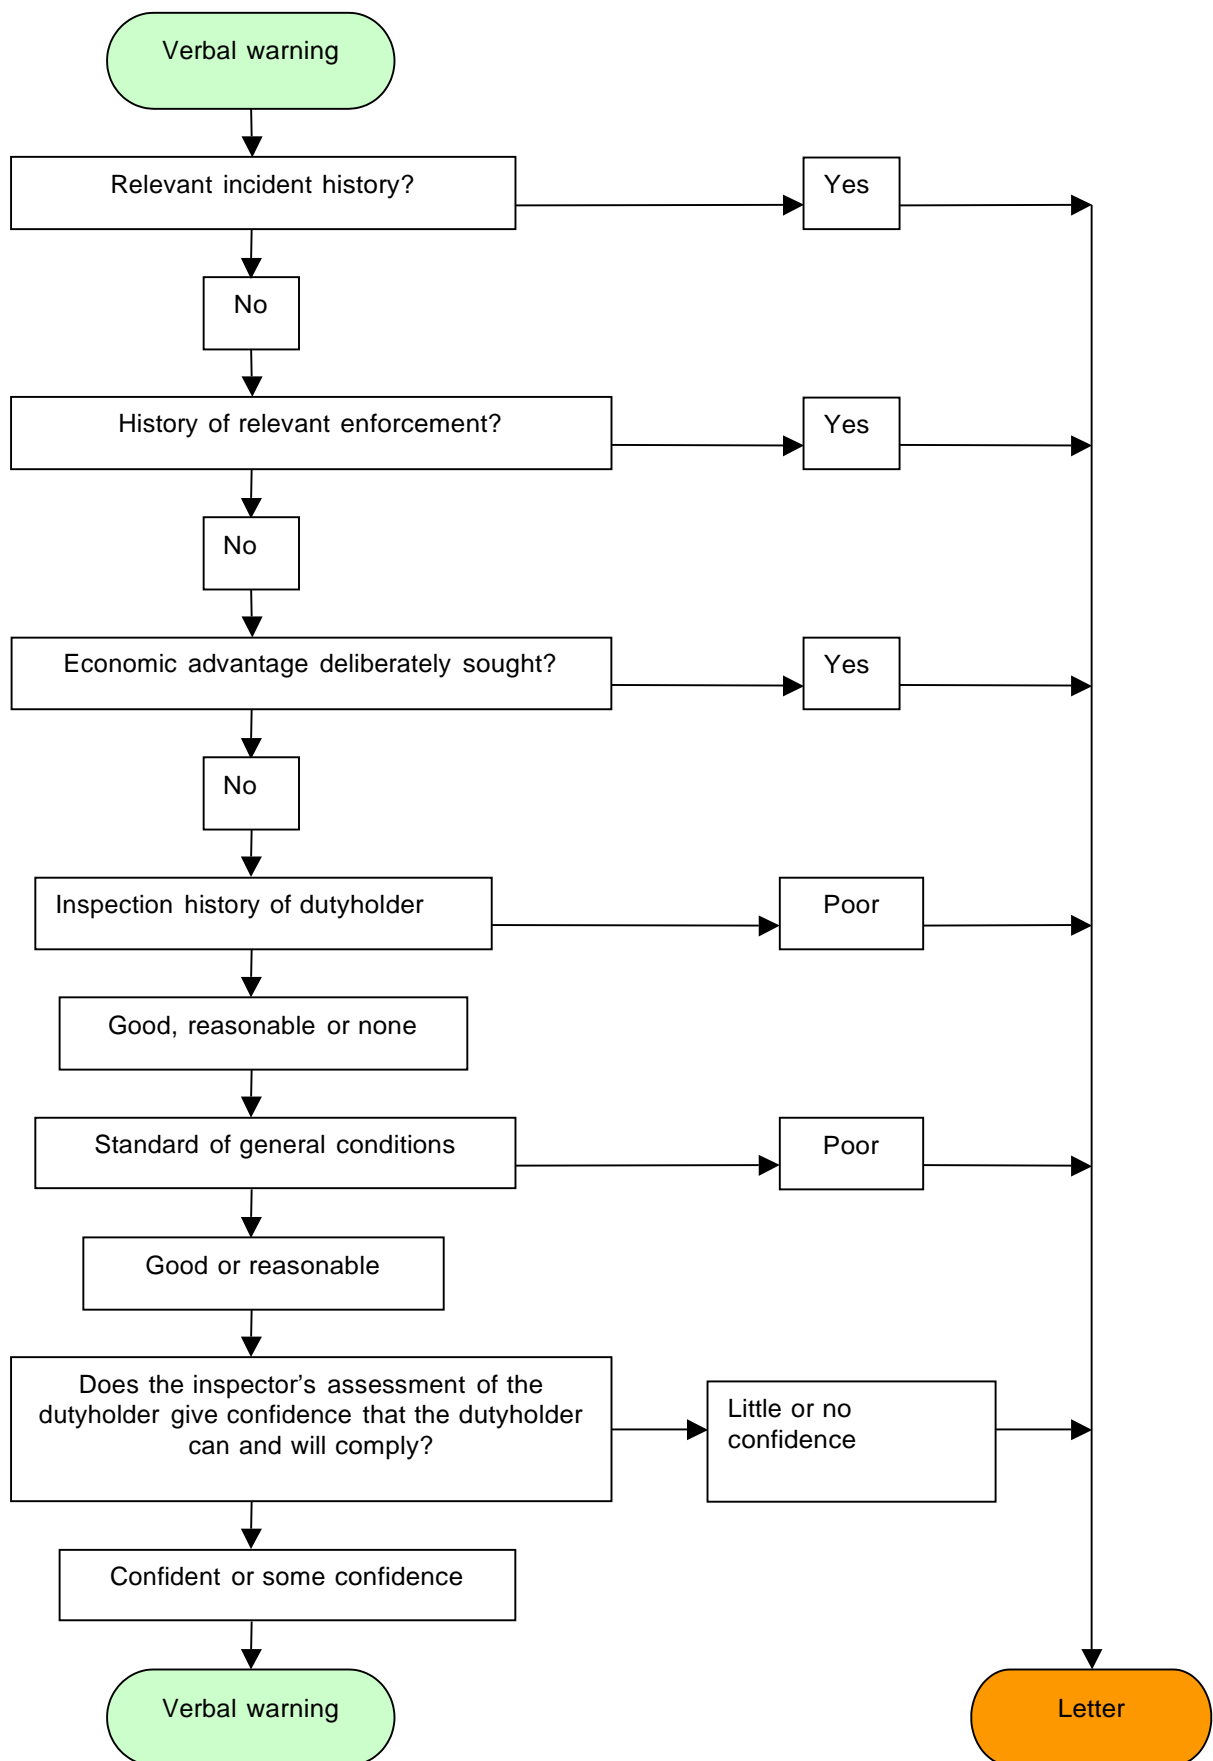 Verbal warning
Relevant incident history?
Yes
No
History of relevant enforcement?
Yes
No
Economic advantage deliberately sought?
Yes
No
Inspection history of dutyholder
Poor
Good, reasonable or none
Standard of general conditions
Poor
Good or reasonable
Does the inspector’s assessment of the
dutyholder give confidence that the dutyholder
can and will comply?
Little or no
confidence
Confident or some confidence
Verbal warning
Letter